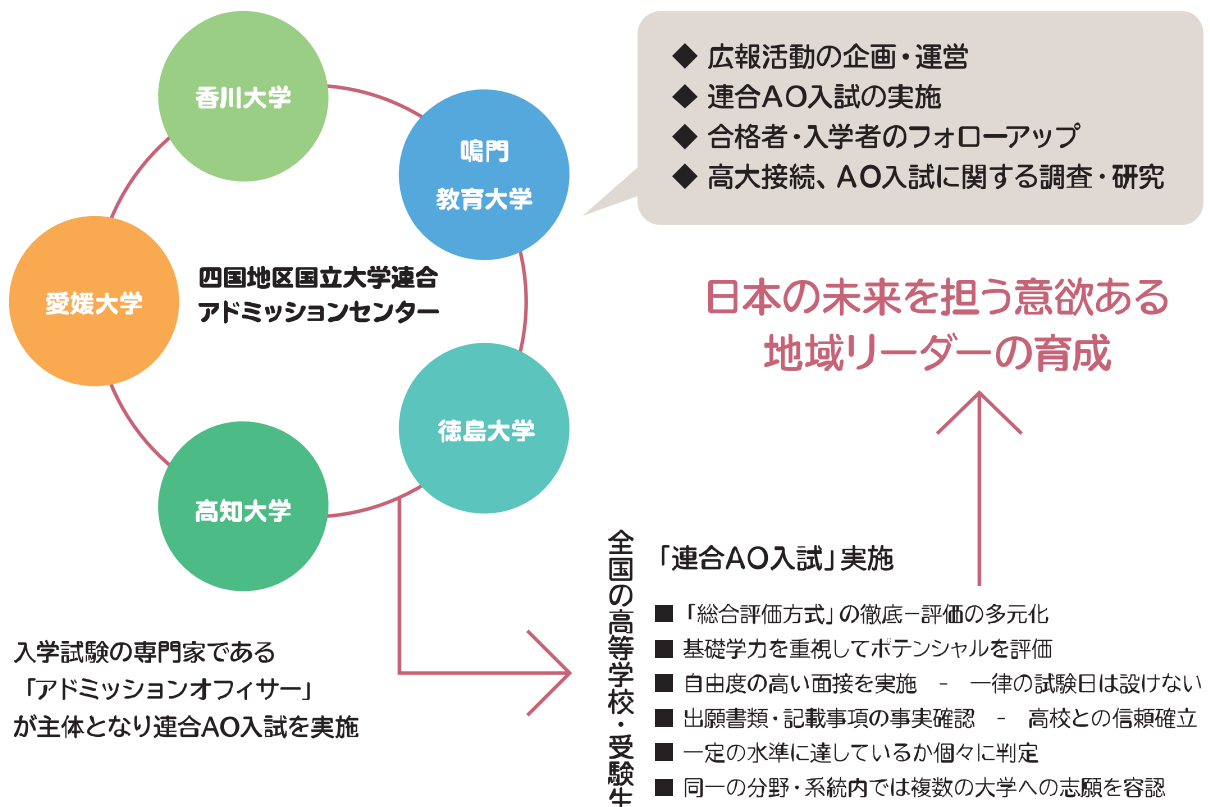 香川大学
鳴門
教育大学
愛媛大学
四国地区国立大学連合
アドミッションセンター
徳島大学
高知大学
◆ 広報活動の企画・運営
◆ 連合AO入試の実施
◆ 合格者・入学者のフォローアップ
◆ 高大接続、AO入試に関する調査・研究
日本の未来を担う意欲ある
地域リーダーの育成
入学試験の専門家である
「アドミッションオフィサー」
が主体となり連合AO入試を実施
全国の高等学校・受験生
「連合AO入試」実施
■ 「総合評価方式」の徹底−評価の多元化
■ 基礎学力を重視してポテンシャルを評価
■ 自由度の高い面接を実施 - 一律の試験日は設けない
■ 出願書類・記載事項の事実確認 - 高校との信頼確立
■ 一定の水準に達しているか個々に判定
■ 同一の分野・系統内では複数の大学への志願を容認